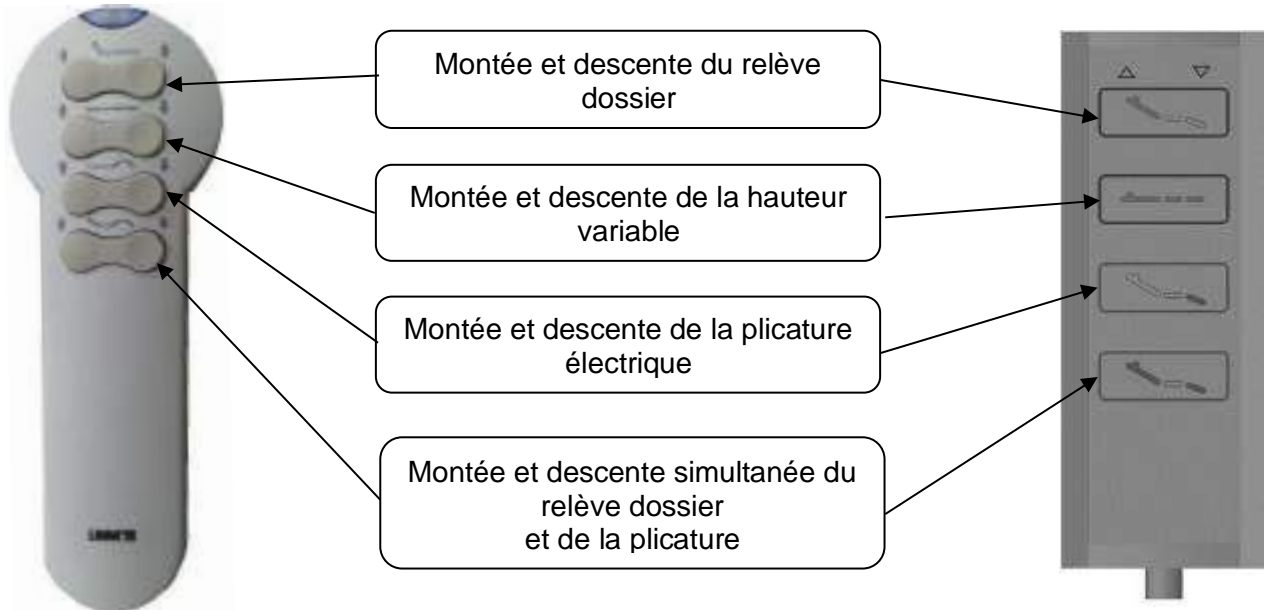 Montée et descente du relève
dossier
Montée et descente de la hauteur
variable
Montée et descente de la plicature
électrique
Montée et descente simultanée du
relève dossier
et de la plicature